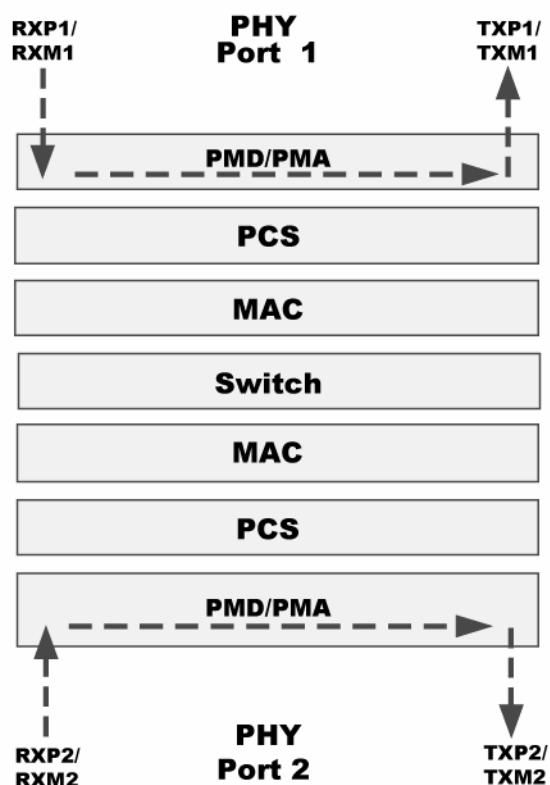 RXP1/
RXM1
PHY
Port 1
TXP1/
TXM1
PMD/PMA
PCS
MAC
Switch
MAC
PCS
PMD/PMA
RXP2/
RXM2
PHY
Port 2
TXP2/
TXM2